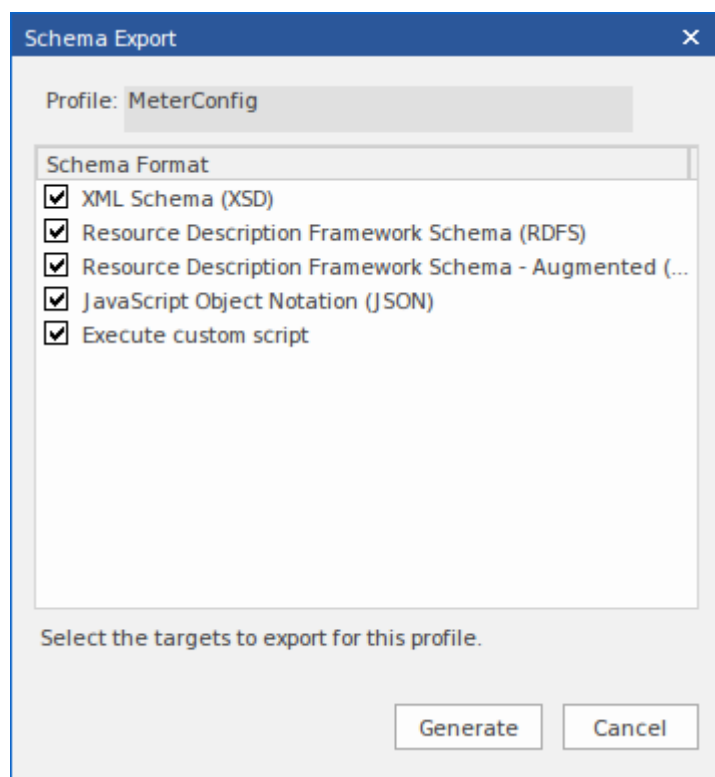 Schema Export
Profile: MeterConfig
Schema Format
XML Schema (XSD)
Resource Description Framework Schema (RDFS)
Resource Description Framework Schema - Augmented (...
JavaScript Object Notation (JSON)
Execute custom script
Select the targets to export for this profile.
Generate Cancel